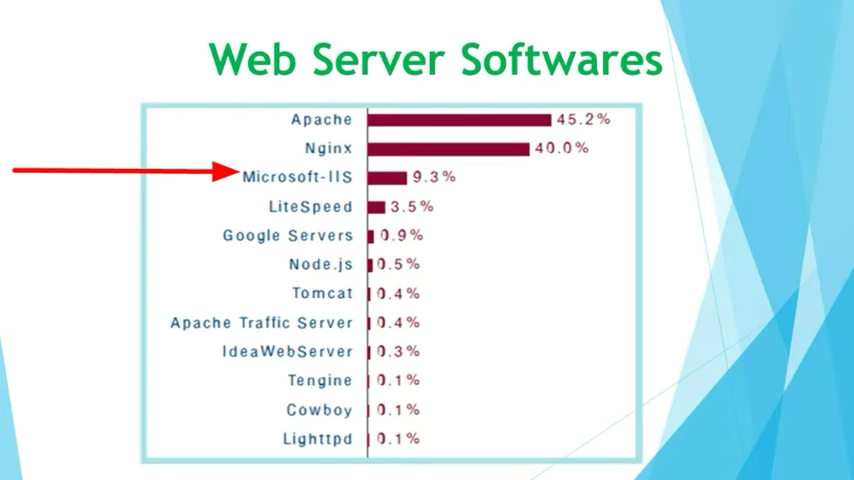 Web Server Softwares
Apache 45.2%
Nginx 40.0%
Microsoft-IIS 9.3%
LiteSpeed 3.5%
Google Servers 0.9%
Node.js 0.5%
Tomcat 0.4%
Apache Traffic Server 0.4%
IdeaWebServer 0.3%
Tengine 0.1%
Cowboy 0.1%
Lighttpd 0.1%